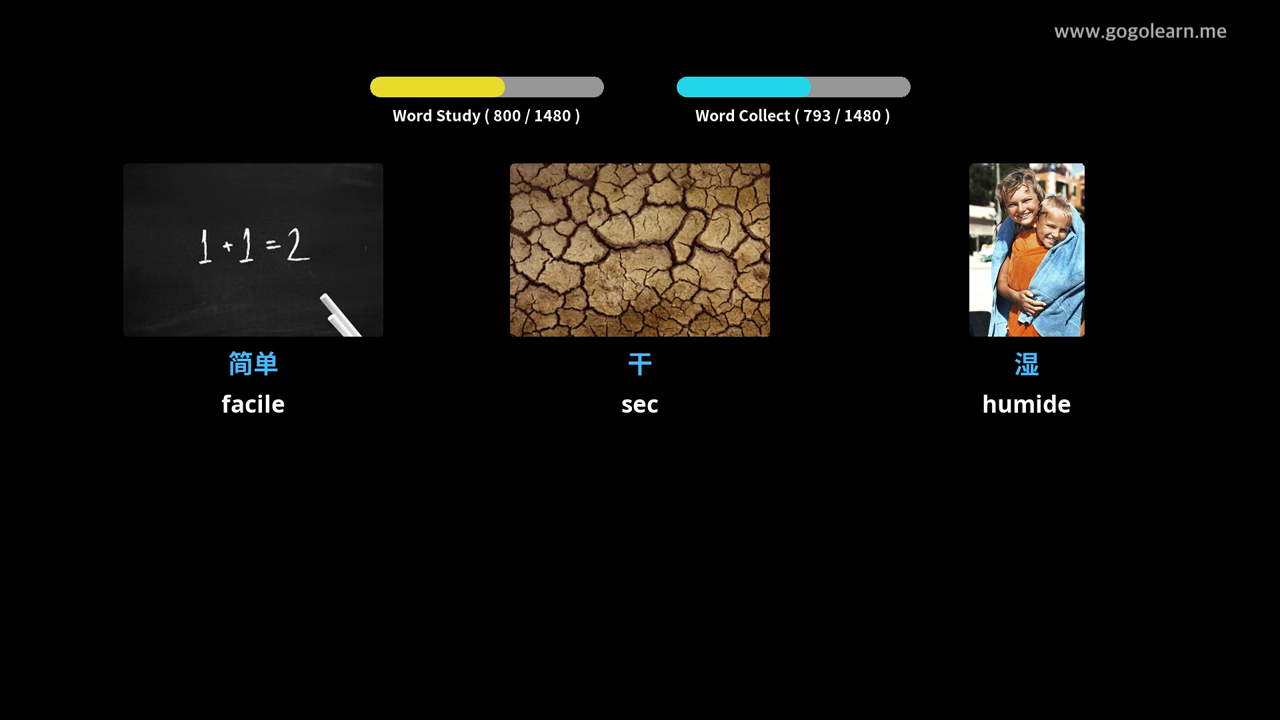 www.gogolearn.me
Word Study ( 800 / 1480 )
Word Collect ( 793 / 1480 )
1 + 1 = 2
简单
干
湿
facile
sec
humide